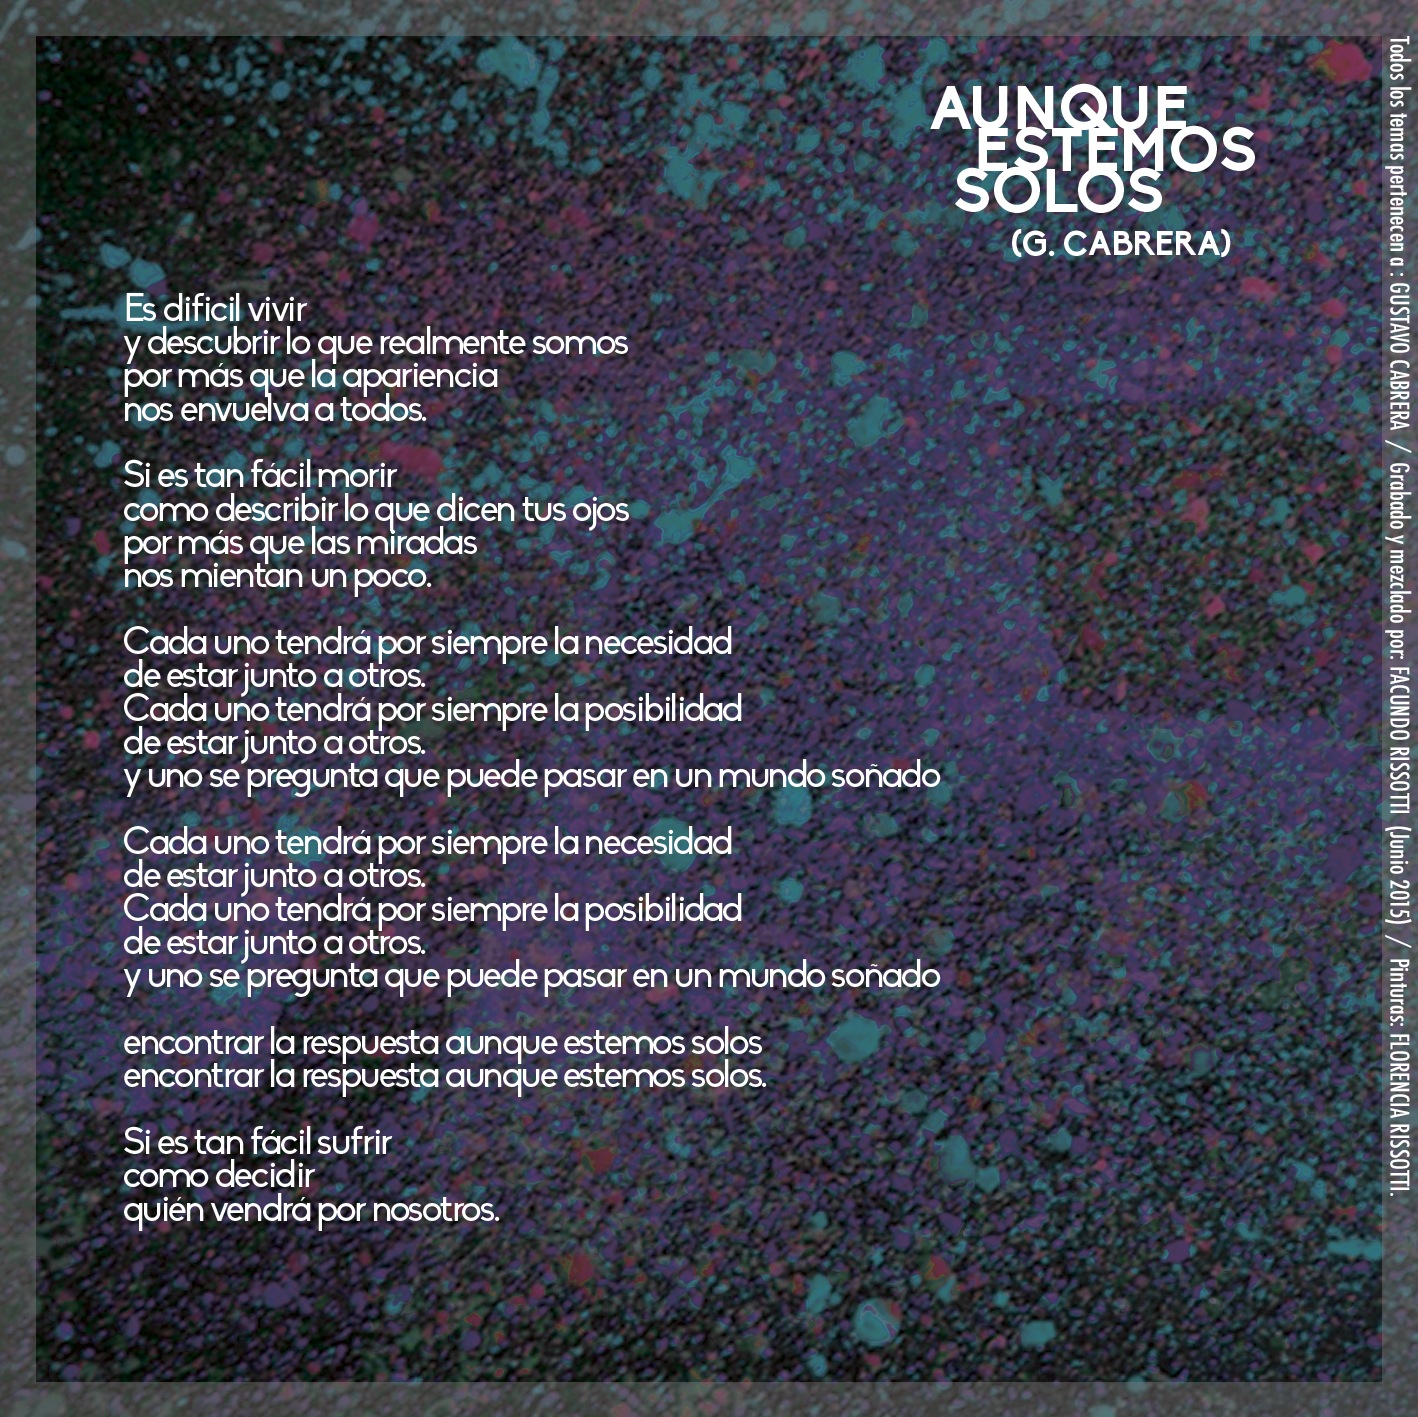 AUNQUE
ESTEMOS
SOLOS
(G. CABRERA)
Es dificil vivir
y descubrir lo que realmente somos
por más que la apariencia
nos envuelva a todos.
Si es tan fácil morir
como describir lo que dicen tus ojos
por más que las miradas
nos mientan un poco.
Cada uno tendrá por siempre la necesidad
de estar junto a otros.
Cada uno tendrá por siempre la posibilidad
de estar junto a otros.
y uno se pregunta que puede pasar en un mundo soñado
Cada uno tendrá por siempre la necesidad
de estar junto a otros.
Cada uno tendrá por siempre la posibilidad
de estar junto a otros.
y uno se pregunta que puede pasar en un mundo soñado
encontrar la respuesta aunque estemos solos
encontrar la respuesta aunque estemos solos.
Si es tan fácil sufrir
como decidir
quién vendrá por nosotros.
Todos los temas pertenecen a : GUSTAVO CABRERA / Grabado y mezclado por: FACUNDO RISSOTTI (Junio 2015) / Pinturas: FLORENCIA RISSOTTI.